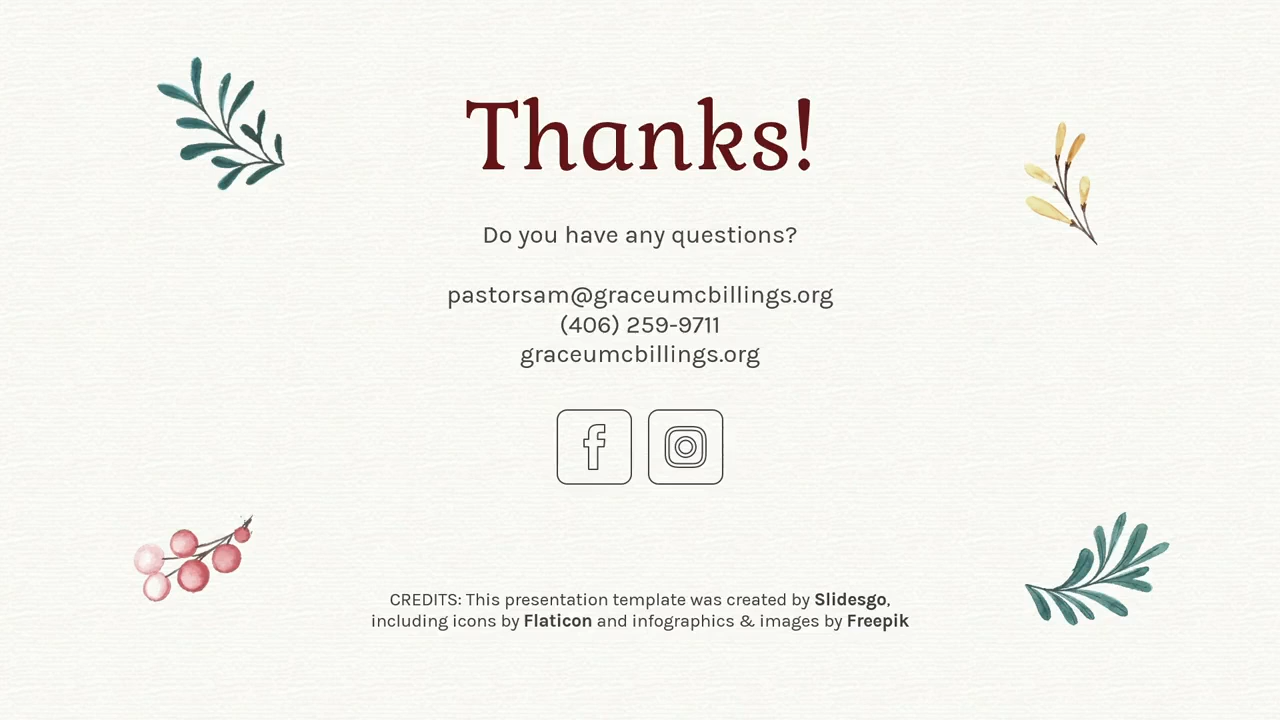 Thanks!
Do you have any questions?
pastorsam@graceumcbillings.org
(406) 259-9711
graceumcbillings.org
CREDITS: This presentation template was created by Slidesgo,
including icons by Flaticon and infographics & images by Freepik